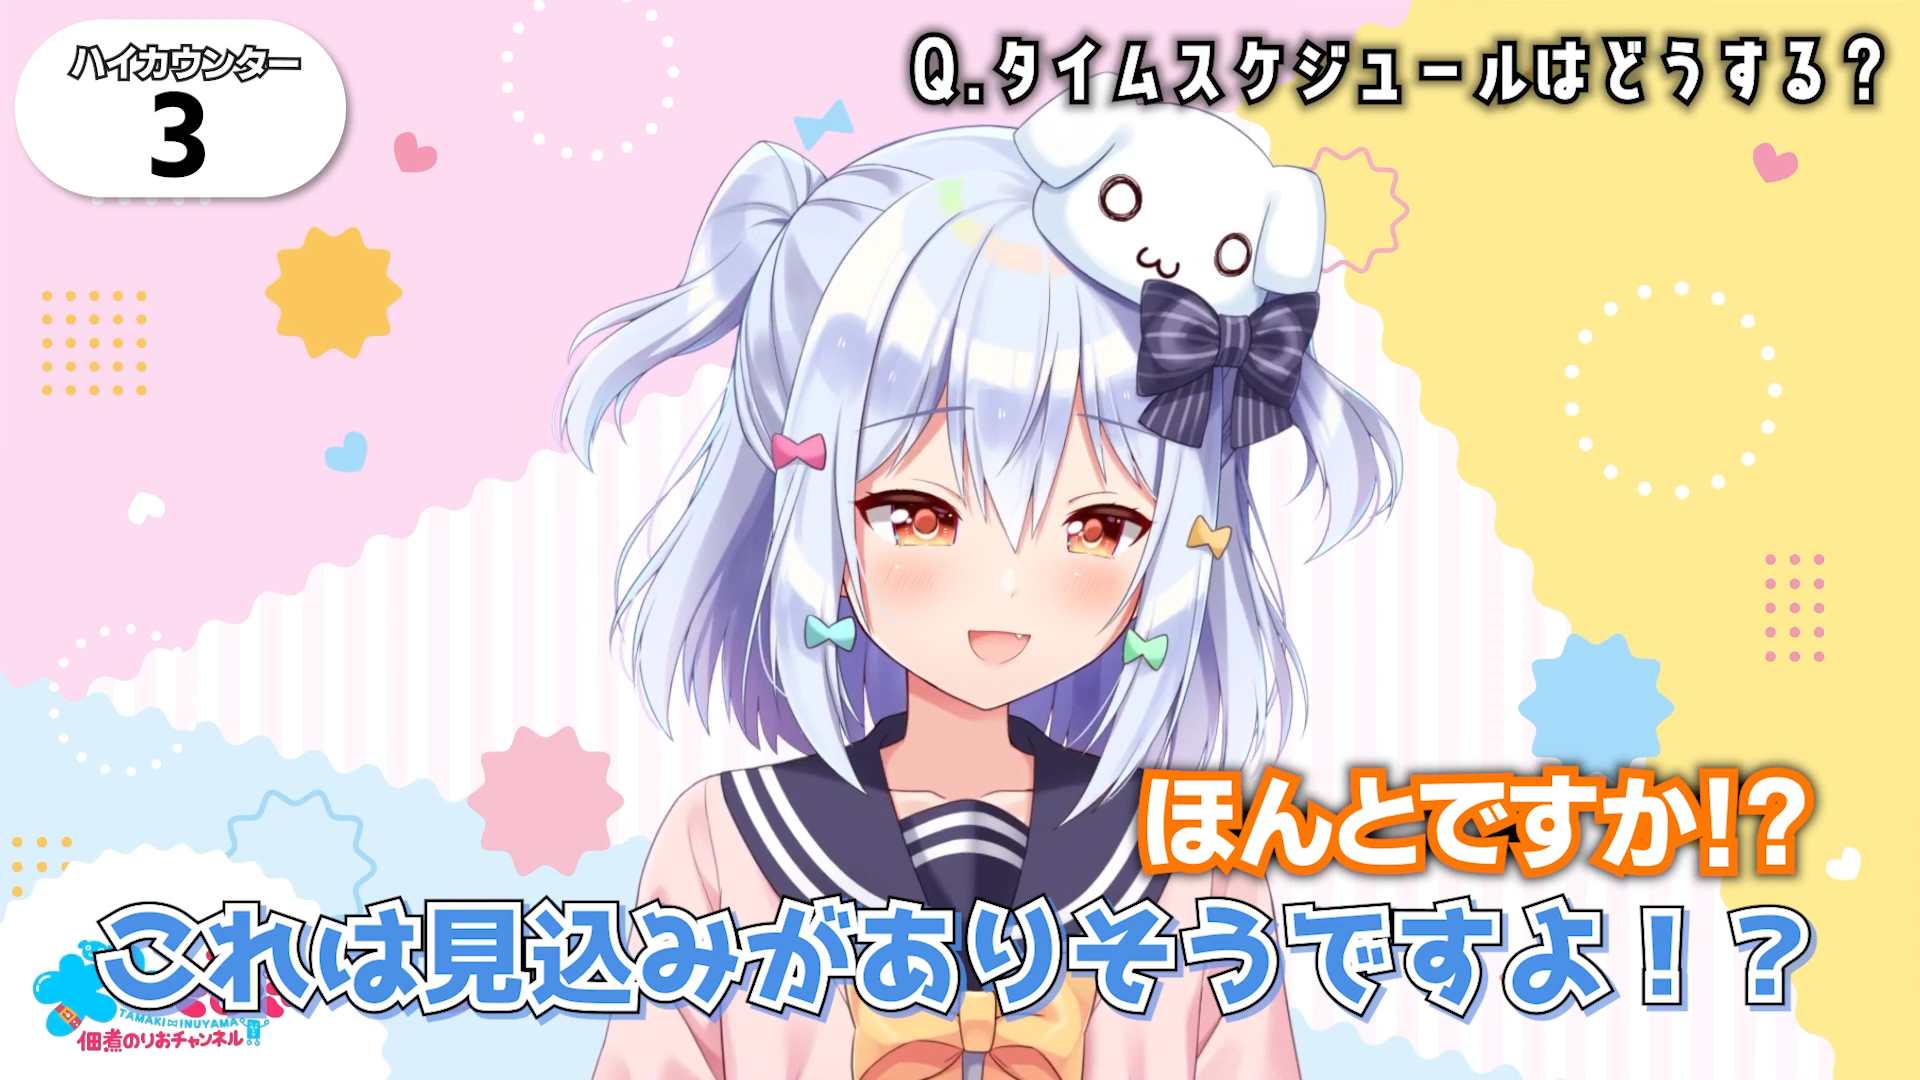 ハイカウンター
3
Q.タイムスケジュールはどうする?
ほんとですか!?
これは見込みがありそうですよ!?
TAMAKI INUYAMA
佃煮のりおチャンネル!!